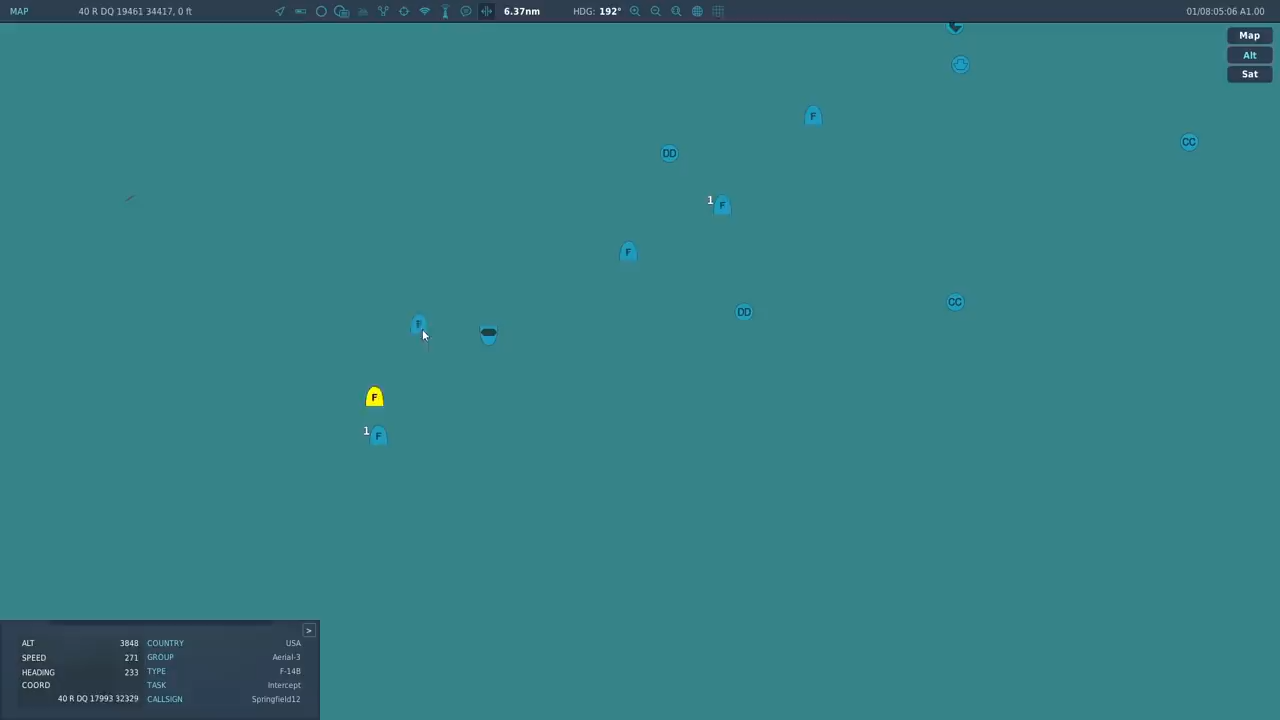 MAP 40 R DQ 19461 34417, 0 ft 6.37nm HDG: 192° 01/08:05:06 A1.00
Map
Alt
Sat
F
DD
CC
1 F
F
DD
CC
F
F
1 F
>
ALT 3848 COUNTRY USA
SPEED 271 GROUP Aerial-3
HEADING 233 TYPE F-14B
COORD TASK Intercept
40 R DQ 17993 32329 CALLSIGN Springfield12